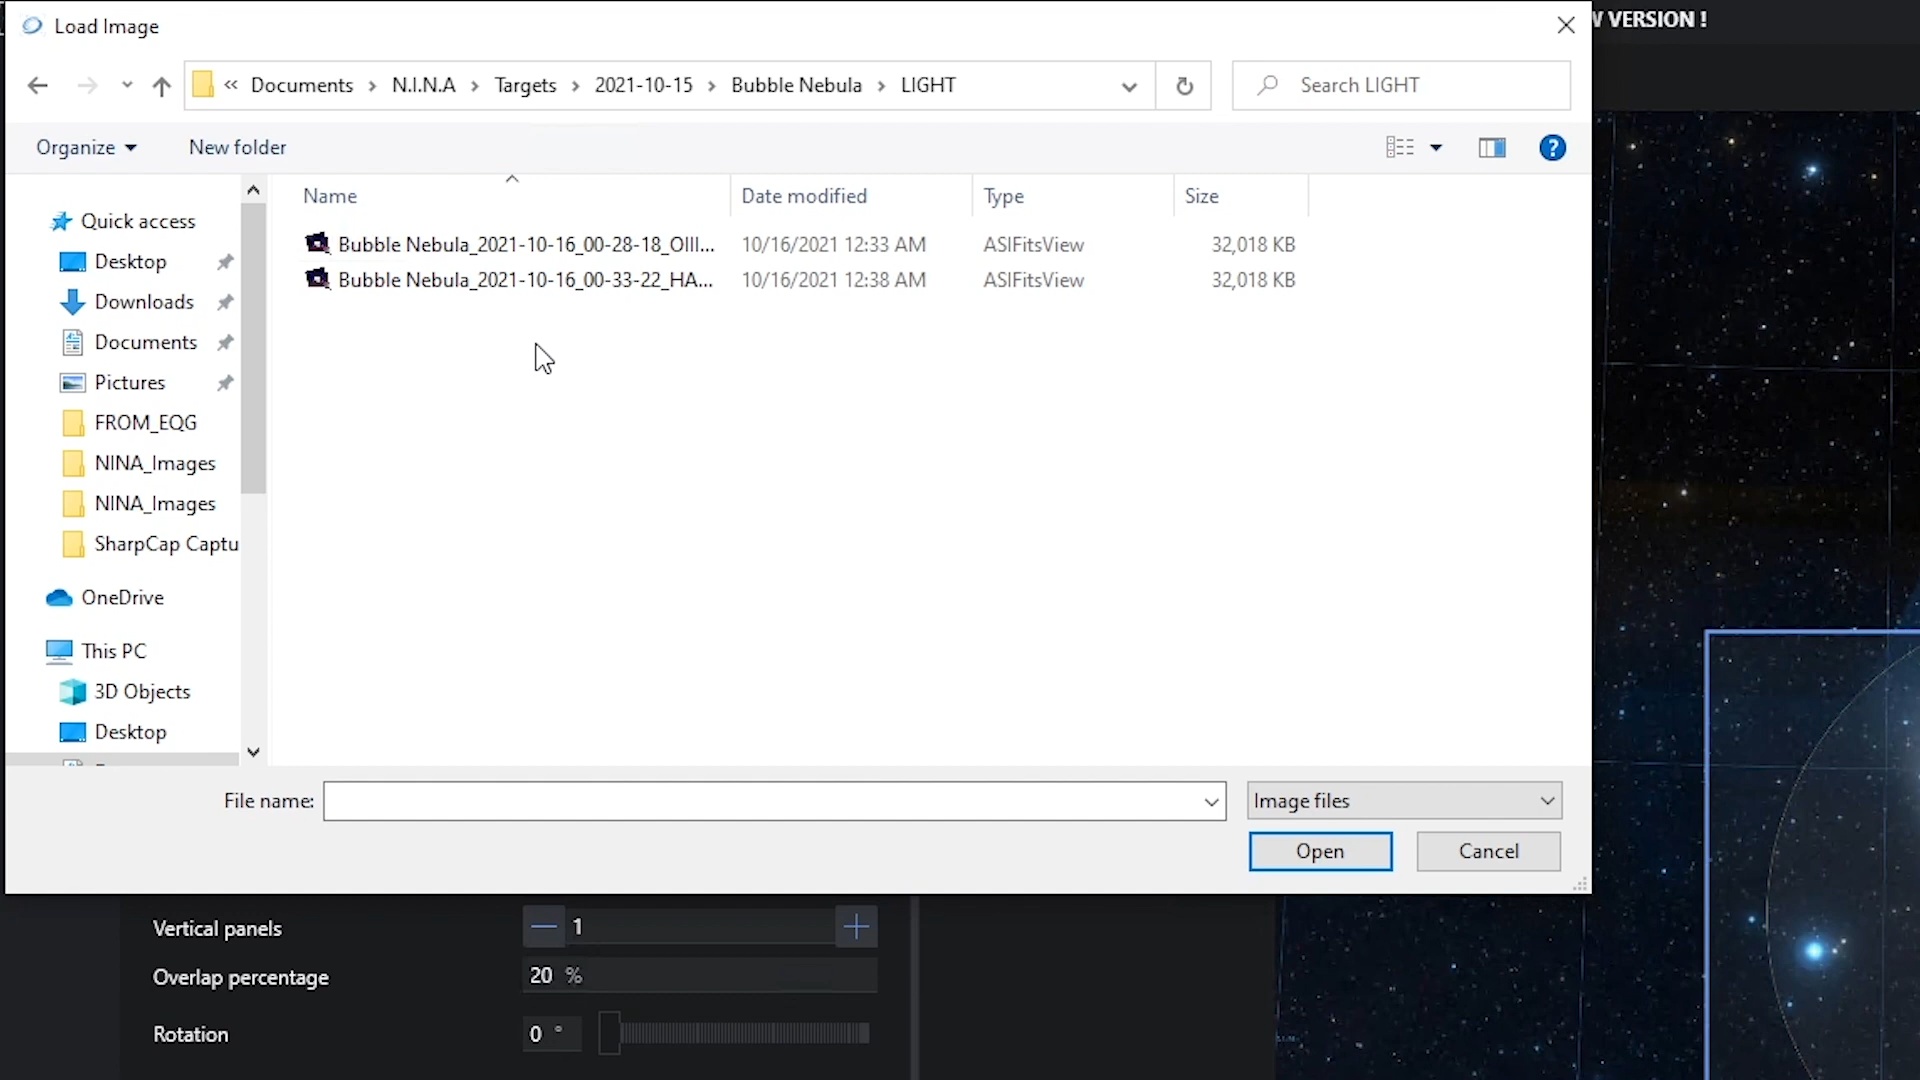 Load Image
W VERSION !
« Documents > N.I.N.A > Targets > 2021-10-15 > Bubble Nebula > LIGHT
Search LIGHT
Organize
New folder
?
Name
Date modified
Type
Size
Bubble Nebula_2021-10-16_00-28-18_OIII... 10/16/2021 12:33 AM ASIFitsView 32,018 KB
Bubble Nebula_2021-10-16_00-33-22_HA... 10/16/2021 12:38 AM ASIFitsView 32,018 KB
Quick access
Desktop
Downloads
Documents
Pictures
FROM_EQG
NINA_Images
NINA_Images
SharpCap Captu
OneDrive
This PC
3D Objects
Desktop
File name:
Image files
Open
Cancel
Vertical panels
1
Overlap percentage
20 %
Rotation
0 °